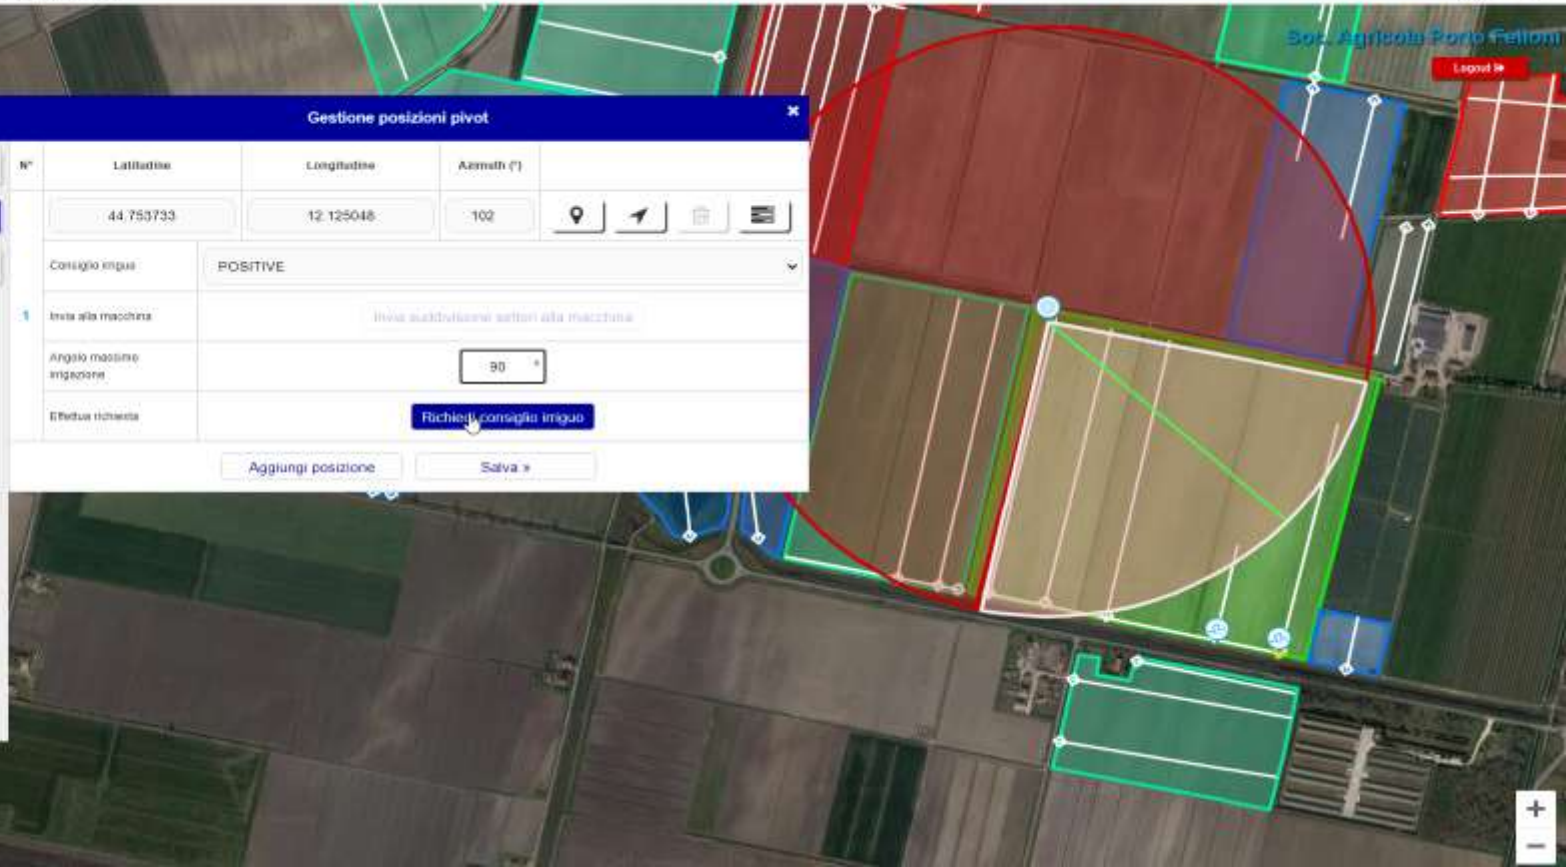 Soc. Agricola Porto Felloni
Logout
Gestione posizioni pivot
N° Latitudine Longitudine Azimuth (°)
44.753733 12.125048 102
Consiglio irriguo POSITIVE
1 Invia alla macchina Invia suddivisione settori alla macchina
Angolo massimo
irrigazione
90 °
Effettua richiesta Richiedi consiglio irriguo
Aggiungi posizione Salva »
+
−